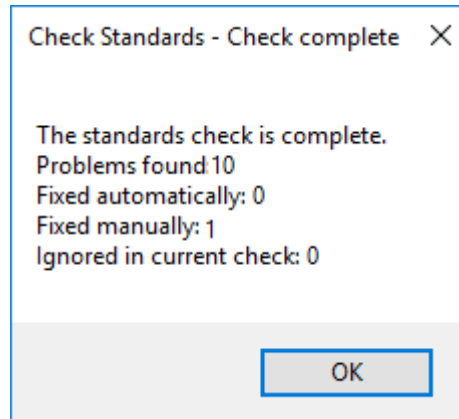 Check Standards - Check complete
The standards check is complete.
Problems found:10
Fixed automatically: 0
Fixed manually: 1
Ignored in current check: 0
OK